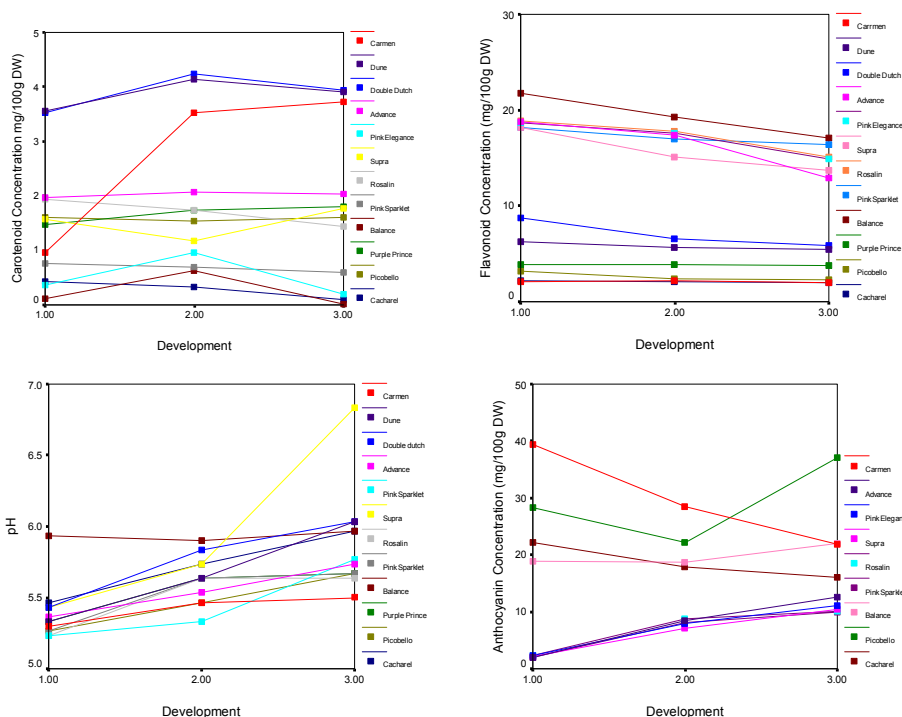 Carotenoid Concentration mg/100g DW)
5
4
3
2
1
0
1.00
2.00
3.00
Development
Carmen
Dune
Double Dutch
Advance
Pink Elegance
Supra
Rosalin
Pink Sparklet
Balance
Purple Prince
Picobello
Cacharel
Flavonoid Concentration (mg/100g DW)
30
20
10
0
1.00
2.00
3.00
Development
Carrmen
Dune
Double Dutch
Advance
Pink Elegance
Supra
Rosalin
Pink Sparklet
Balance
Purple Prince
Picobello
Cacharel
pH
7.0
6.5
6.0
5.5
5.0
1.00
2.00
3.00
Development
Carmen
Dune
Double dutch
Advance
Pink Sparklet
Supra
Rosalin
Pink Sparklet
Balance
Purple Prince
Picobello
Cacharel
Anthocyanin Concentration (mg/100g DW)
50
40
30
20
10
0
1.00
2.00
3.00
Development
Carmen
Advance
Pink Elegance
Supra
Rosalin
Pink Sparkle
Balance
Picobello
Cacharel